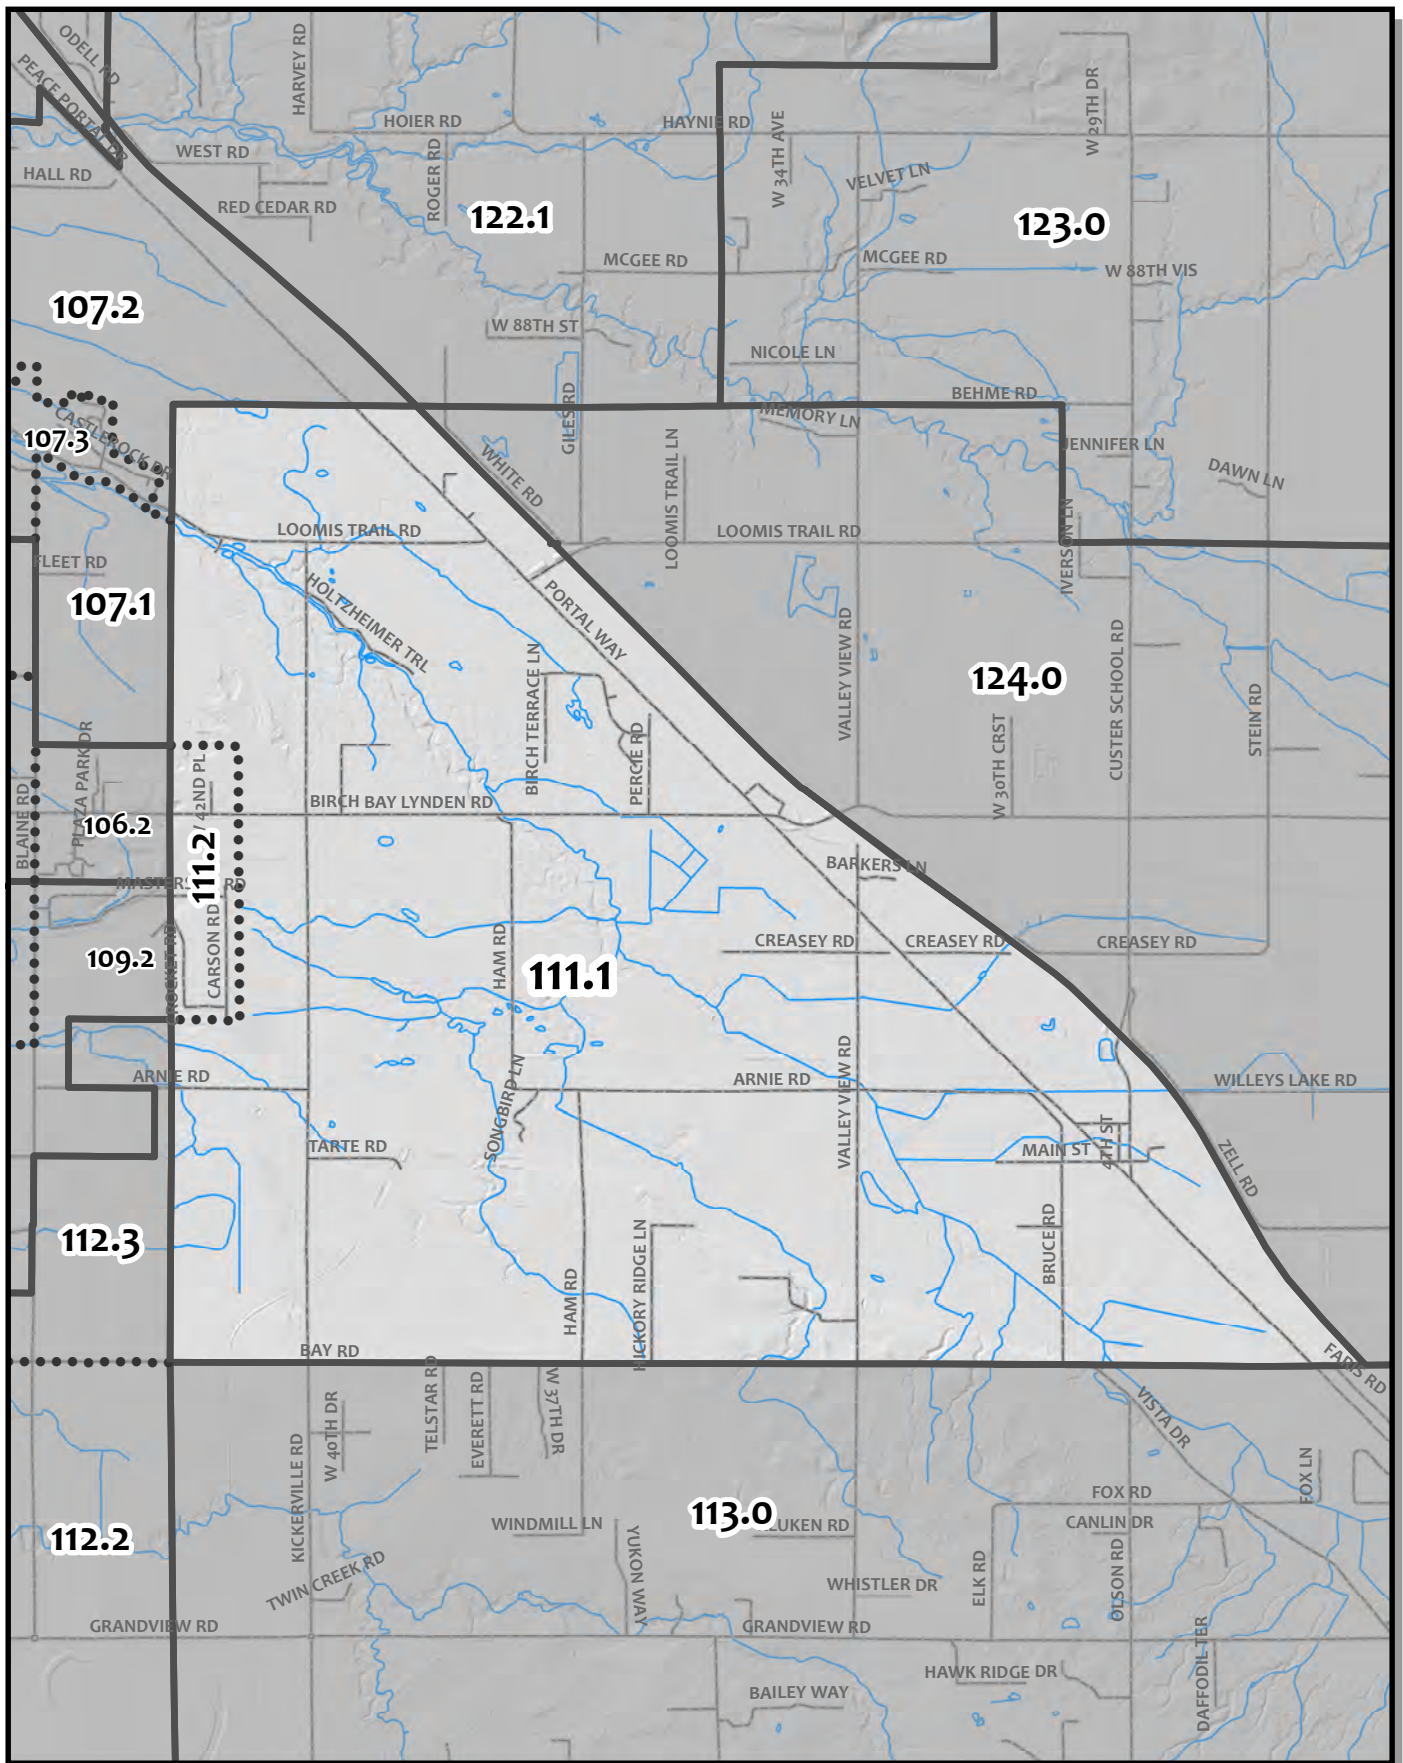 ODELL RD
PEACE PORTAL DR
HARVEY RD
HOIER RD
HAYNIE RD
W 34TH AVE
W 29TH DR
WEST RD
HALL RD
ROGER RD
RED CEDAR RD
VELVET LN
122.1
123.0
MCGEE RD
MCGEE RD
W 88TH VIS
107.2
W 88TH ST
NICOLE LN
BEHME RD
MEMORY LN
GILES RD
CASTLEROCK DR
107.3
JENNIFER LN
DAWN LN
WHITE RD
LOOMIS TRAIL LN
LOOMIS TRAIL RD
LOOMIS TRAIL RD
IVERSON LN
FLEET RD
107.1
HOLTZHEIMER TRL
PORTAL WAY
VALLEY VIEW RD
CUSTER SCHOOL RD
124.0
BIRCH TERRACE LN
PERCIE RD
STEIN RD
W 30TH CRST
PLAZA PARK DR
42ND PL
BLAINE RD
BIRCH BAY LYNDEN RD
106.2
111.2
BARKERS LN
MASTERS RD
CARSON RD
CROCKET RD
109.2
HAM RD
111.1
CREASEY RD
CREASEY RD
CREASEY RD
ARNIE RD
SONGBIRD LN
ARNIE RD
VALLEY VIEW RD
WILLEYS LAKE RD
TARTE RD
MAIN ST
4TH ST
ZELL RD
112.3
HAM RD
HICKORY RIDGE LN
BRUCE RD
BAY RD
FARIS RD
W 40TH DR
TELSTAR RD
EVERETT RD
W 37TH DR
VISTA DR
KICKERVILLE RD
FOX LN
FOX RD
112.2
WINDMILL LN
113.0
LUKEN RD
CANLIN DR
YUKON WAY
TWIN CREEK RD
WHISTLER DR
ELK RD
OLSON RD
GRANDVIEW RD
GRANDVIEW RD
DAFFODIL TER
HAWK RIDGE DR
BAILEY WAY